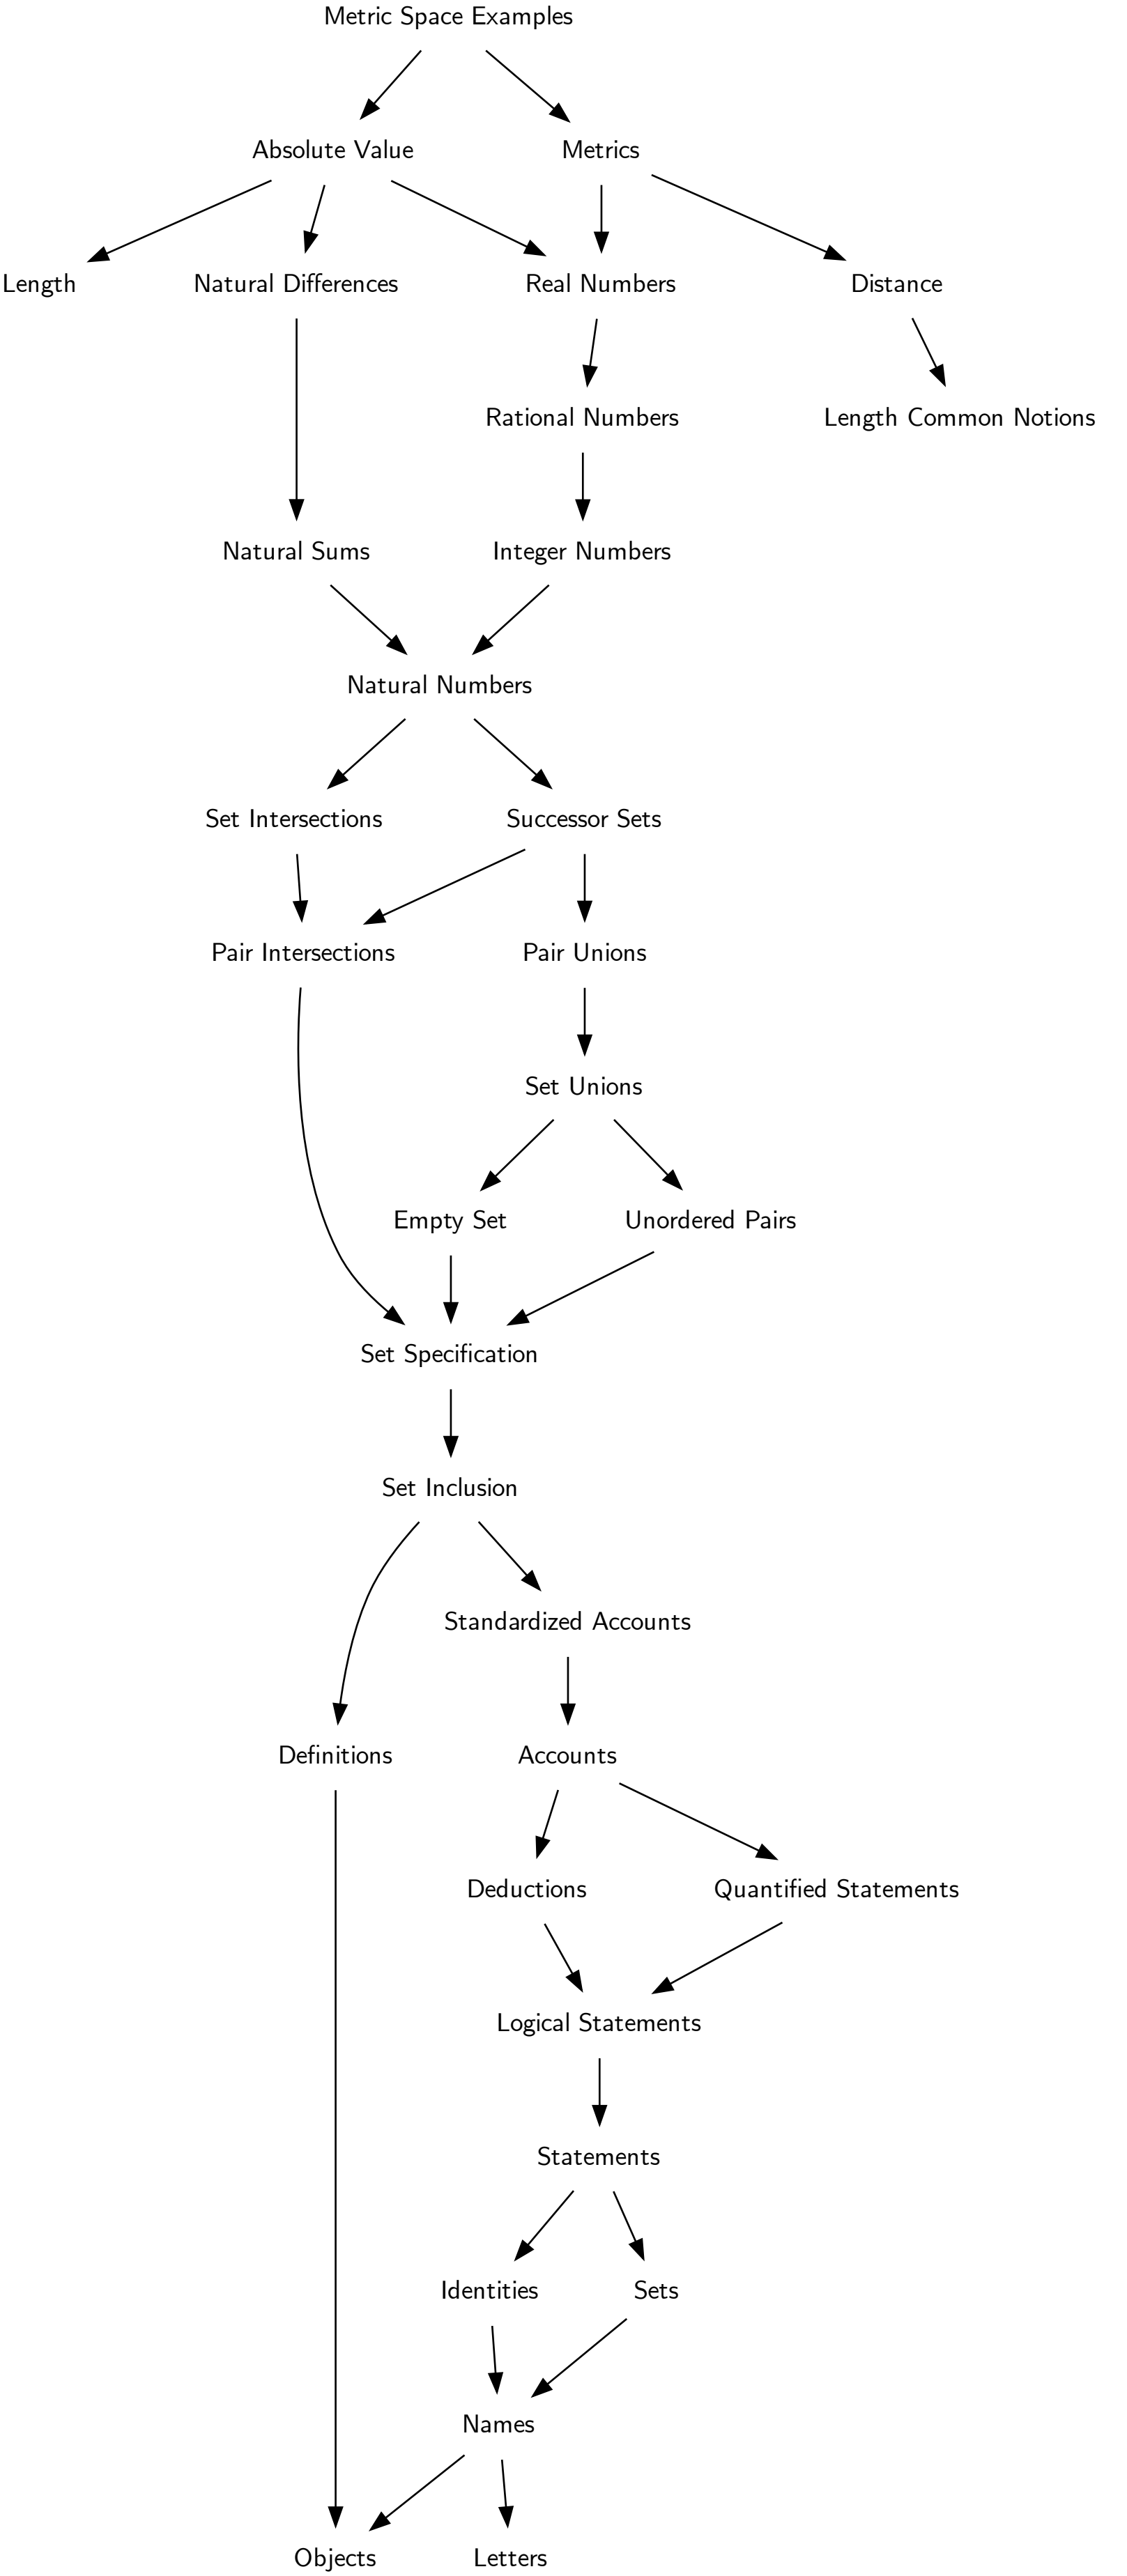 Metric Space Examples
Absolute Value
Metrics
Length
Natural Differences
Real Numbers
Distance
Rational Numbers
Length Common Notions
Natural Sums
Integer Numbers
Natural Numbers
Set Intersections
Successor Sets
Pair Intersections
Pair Unions
Set Unions
Empty Set
Unordered Pairs
Set Specification
Set Inclusion
Standardized Accounts
Definitions
Accounts
Deductions
Quantified Statements
Logical Statements
Statements
Identities
Sets
Names
Objects
Letters